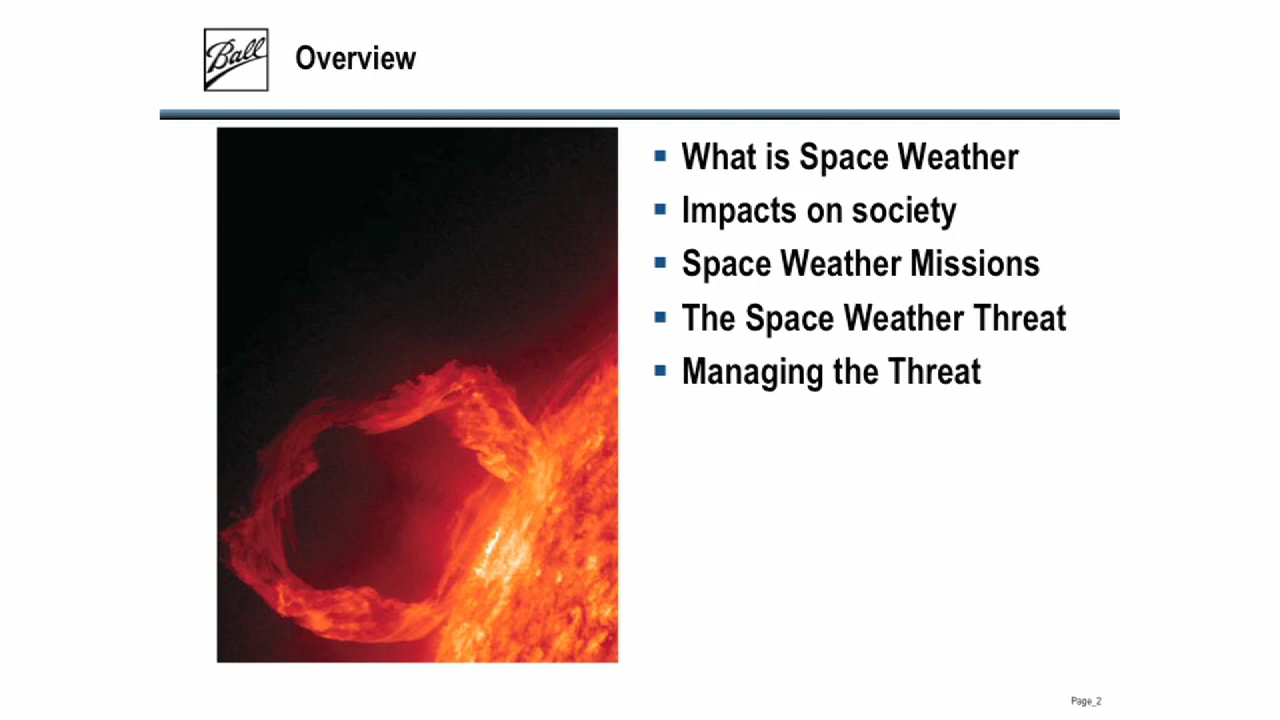 Ball
Overview
What is Space Weather
Impacts on society
Space Weather Missions
The Space Weather Threat
Managing the Threat
Page_2